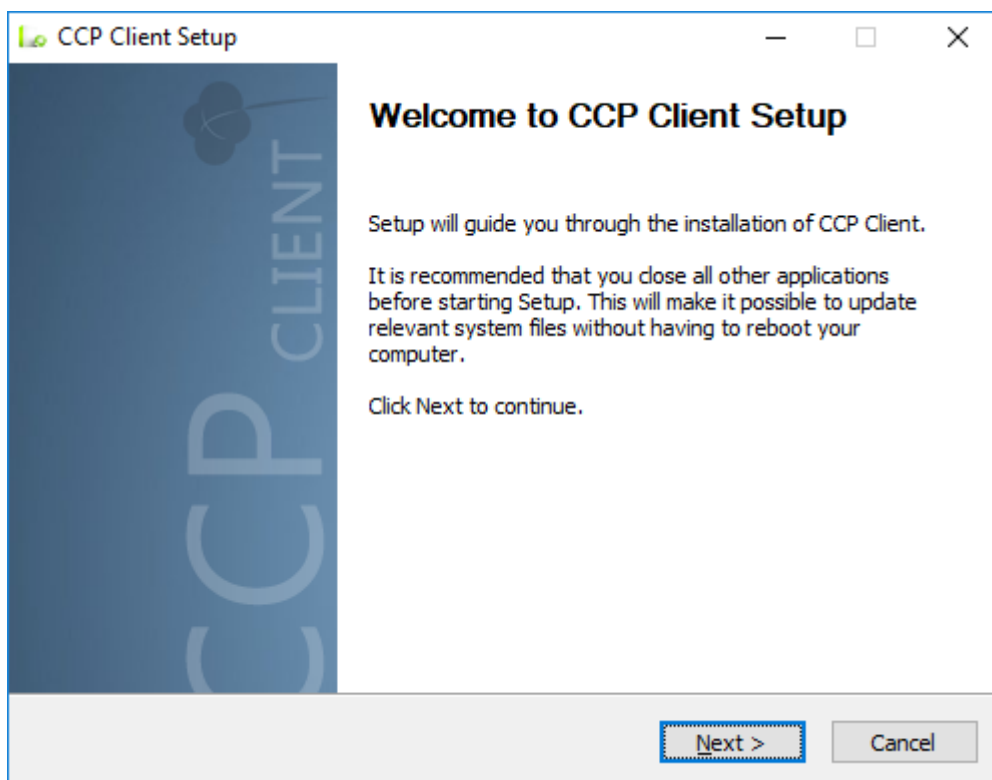 CCP Client Setup
CCP CLIENT
Welcome to CCP Client Setup
Setup will guide you through the installation of CCP Client.
It is recommended that you close all other applications
before starting Setup. This will make it possible to update
relevant system files without having to reboot your
computer.
Click Next to continue.
Next >
Cancel